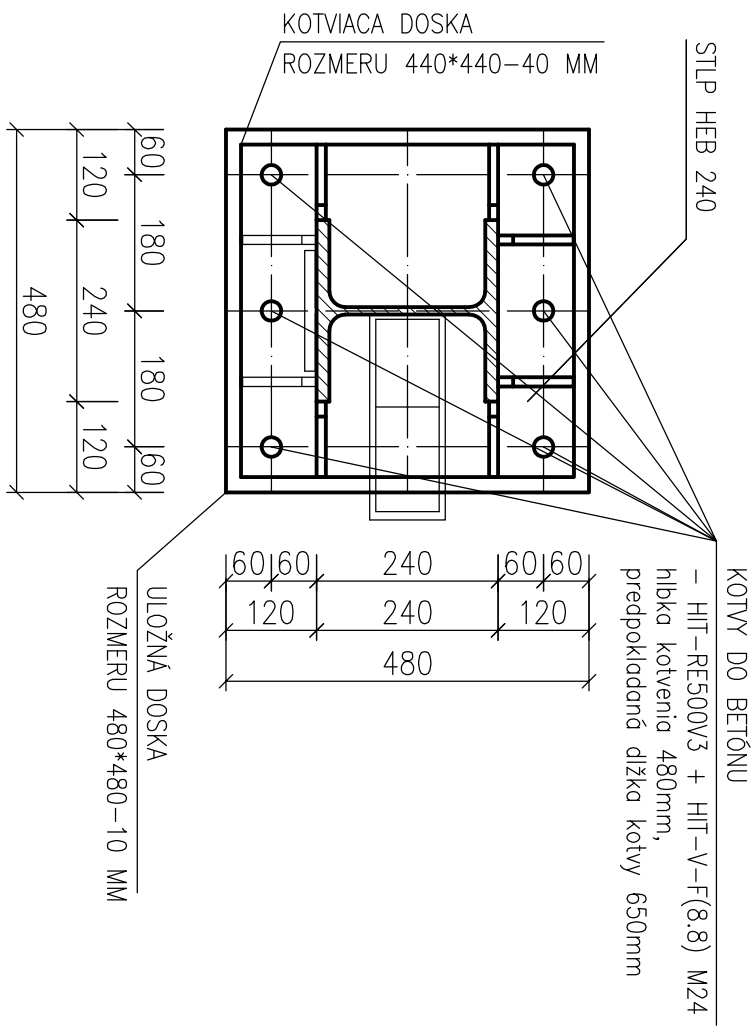 KOTVIACA DOSKA
ROZMERU 440*440-40 MM
STLP HEB 240
KOTVY DO BETÓNU
- HIT-RE500V3 + HIT-V-F(8.8) M24
hlbka kotvenia 480mm,
predpokladaná dlžka kotvy 650mm
60 180 180 60
120 240 120
480
60 60 240 60 60
120 240 120
480
ULOŽNÁ DOSKA
ROZMERU 480*480-10 MM